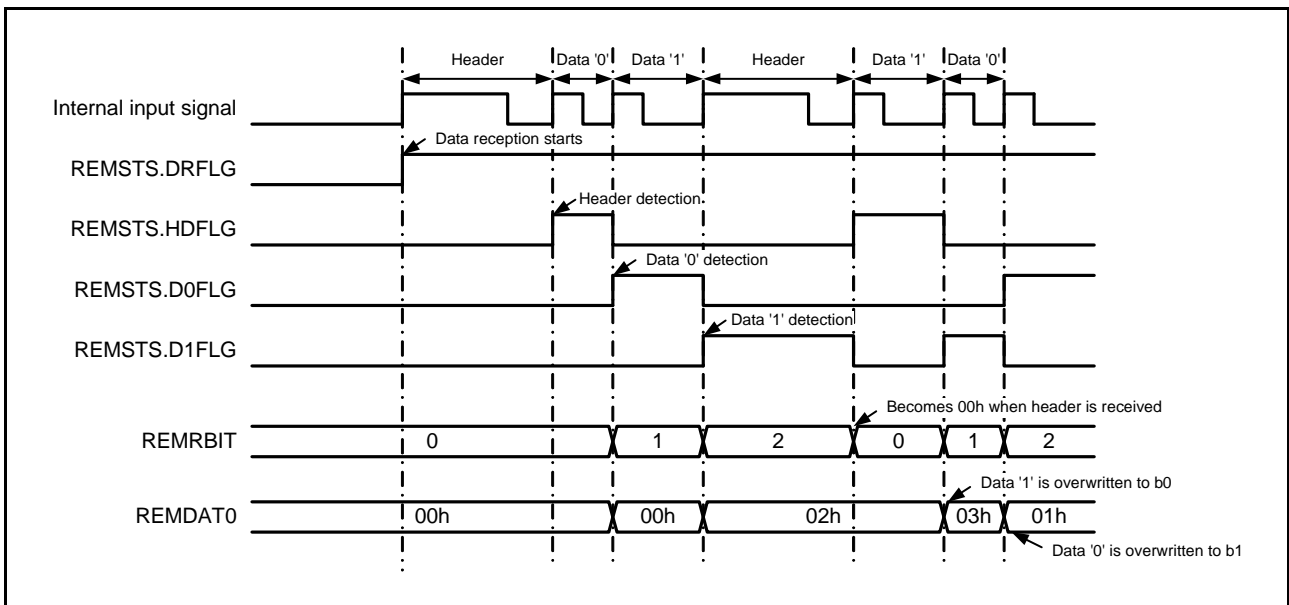 Header Data '0' Data '1' Header Data '1' Data '0'
Internal input signal
Data reception starts
REMSTS.DRFLG
Header detection
REMSTS.HDFLG
Data '0' detection
REMSTS.D0FLG
Data '1' detection
REMSTS.D1FLG
Becomes 00h when header is received
REMRBIT 0 1 2 0 1 2
Data '1' is overwritten to b0
REMDAT0 00h 00h 02h 03h 01h
Data '0' is overwritten to b1